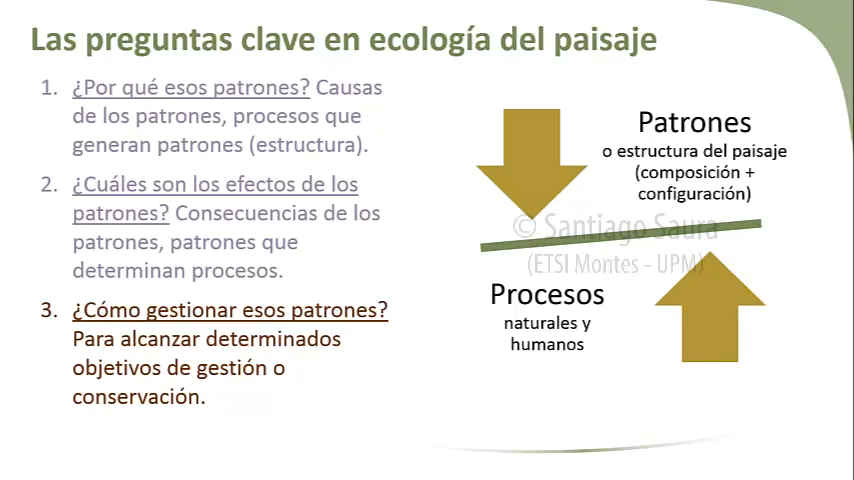 Las preguntas clave en ecología del paisaje
1. ¿Por qué esos patrones? Causas
de los patrones, procesos que
generan patrones (estructura).
2. ¿Cuáles son los efectos de los
patrones? Consecuencias de los
patrones, patrones que
determinan procesos.
3. ¿Cómo gestionar esos patrones?
Para alcanzar determinados
objetivos de gestión o
conservación.
Patrones
o estructura del paisaje
(composición +
configuración)
© Santiago Saura
(ETSI Montes - UPM)
Procesos
naturales y
humanos